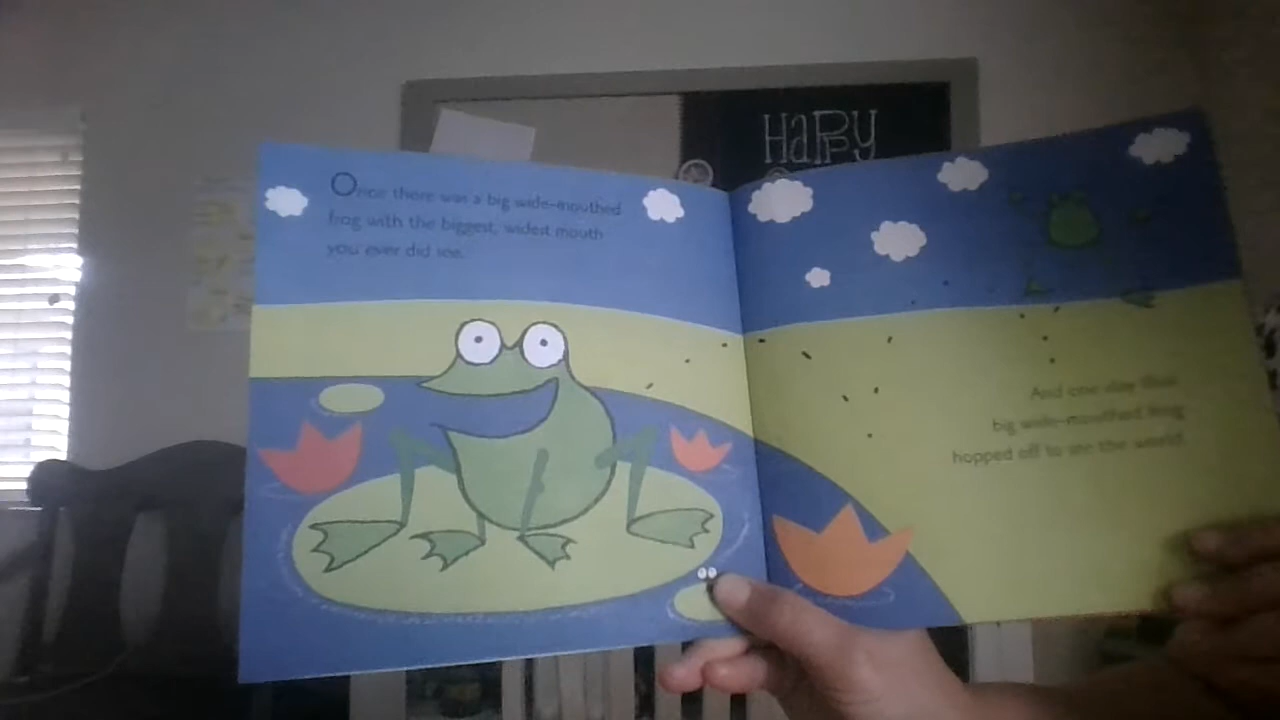 HaPPY
Once there was a big wide-mouthed
frog with the biggest, widest mouth
you ever did see.
And one day that
big wide-mouthed frog
hopped off to see the world.